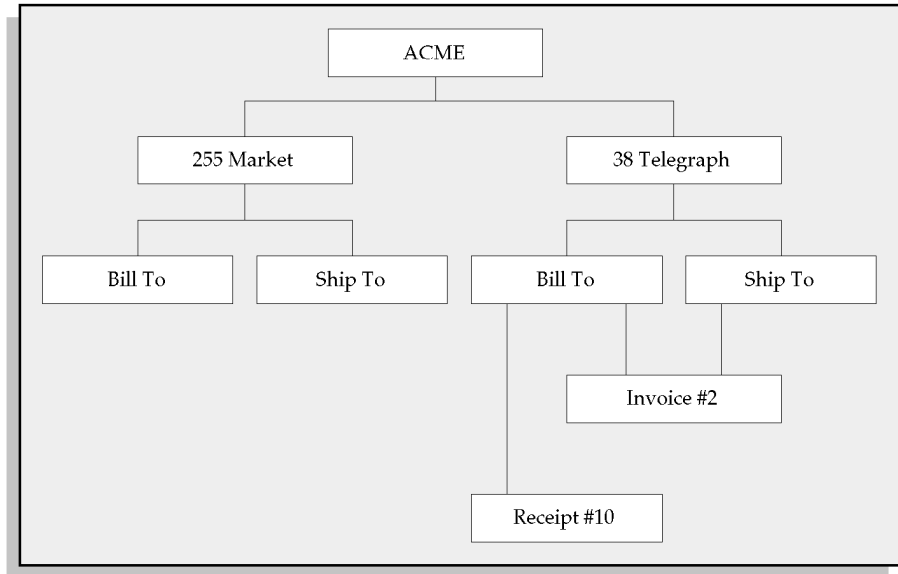 ACME
255 Market
38 Telegraph
Bill To
Ship To
Bill To
Ship To
Invoice #2
Receipt #10